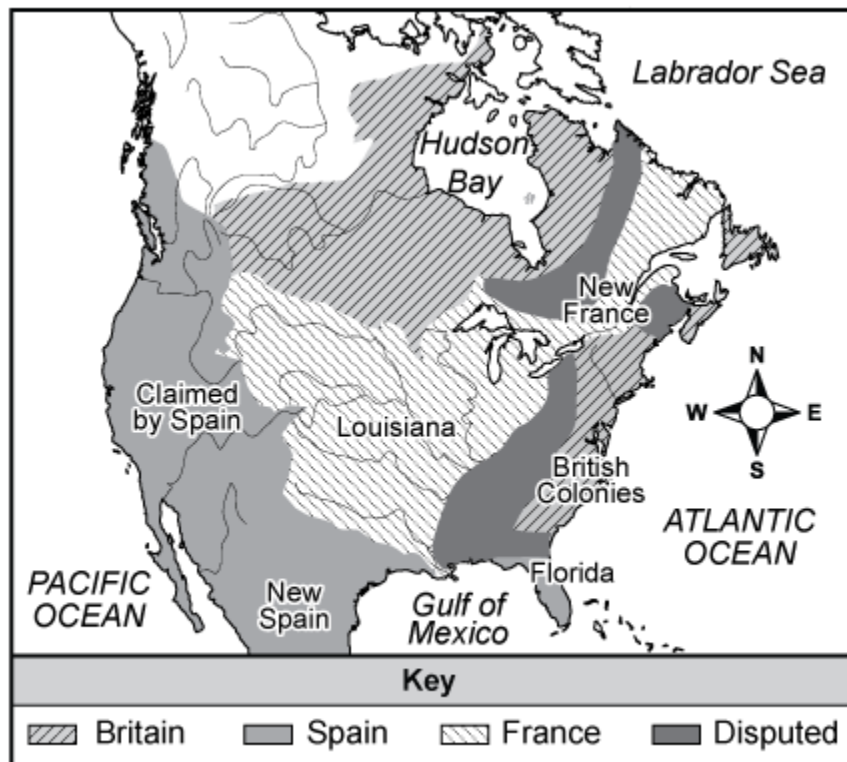 Labrador Sea
Hudson
Bay
New
France
N
W
E
S
Claimed
by Spain
Louisiana
British
Colonies
ATLANTIC
OCEAN
PACIFIC
OCEAN
New
Spain
Gulf of
Mexico
Florida
Key
Britain
Spain
France
Disputed